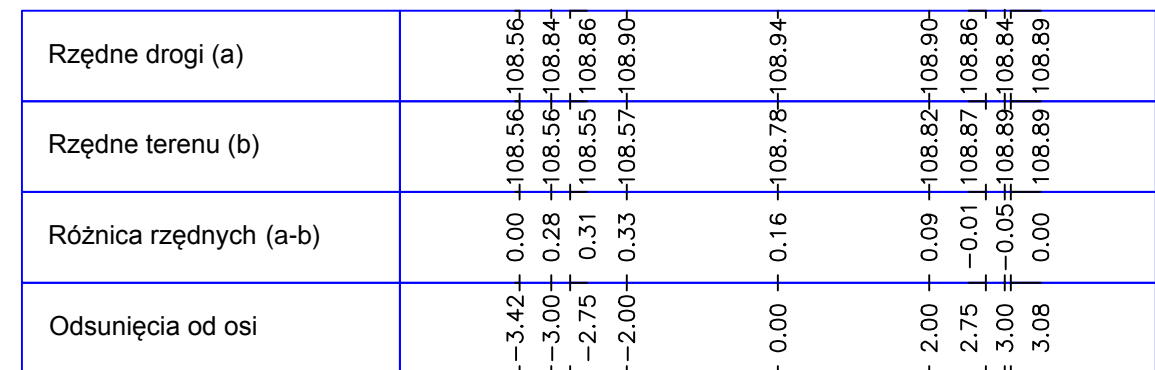 Rzędne drogi (a) 108.56 108.84 108.86 108.90 108.94 108.90 108.86 108.84 108.89
Rzędne terenu (b) 108.56 108.56 108.55 108.57 108.78 108.82 108.87 108.89 108.89
Różnica rzędnych (a-b) 0.00 0.28 0.31 0.33 0.16 0.09 -0.01 -0.05 0.00
Odsunięcia od osi -3.42 -3.00 -2.75 -2.00 0.00 2.00 2.75 3.00 3.08